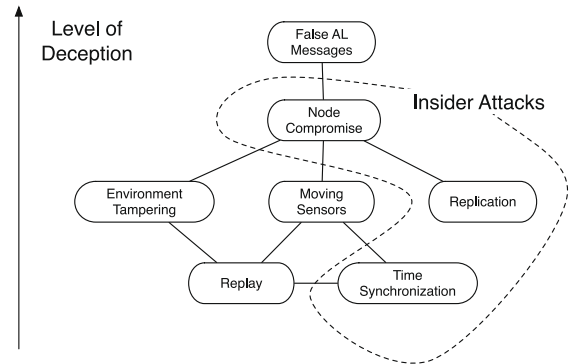 Level of
Deception
False AL
Messages
Insider Attacks
Node
Compromise
Environment
Tampering
Moving
Sensors
Replication
Replay
Time
Synchronization